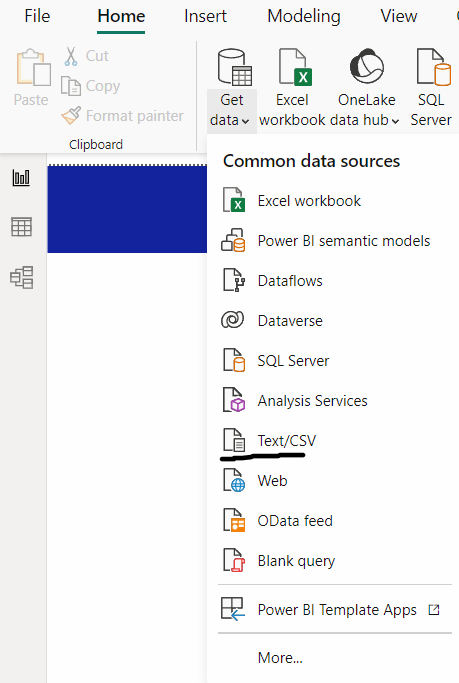 File Home Insert Modeling View
Cut
Copy
Paste
Format painter
Clipboard
Get data
Excel workbook
OneLake data hub
SQL Server
Common data sources
Excel workbook
Power BI semantic models
Dataflows
Dataverse
SQL Server
Analysis Services
Text/CSV
Web
OData feed
Blank query
Power BI Template Apps
More...